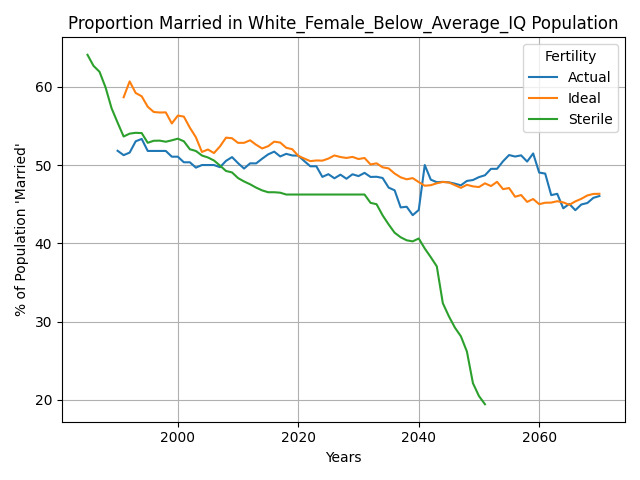 Proportion Married in White_Female_Below_Average_IQ Population
Fertility
Actual
Ideal
Sterile
% of Population 'Married'
60
50
40
30
20
2000
2020
2040
2060
Years